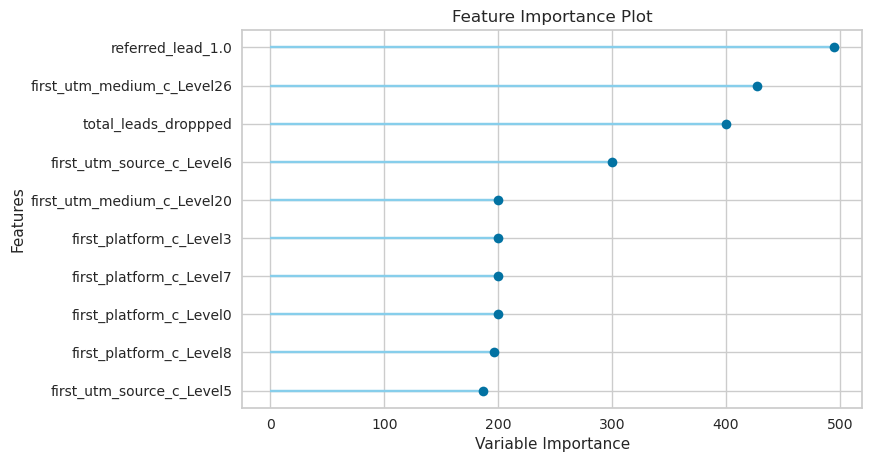 Feature Importance Plot
Features
referred_lead_1.0
first_utm_medium_c_Level26
total_leads_droppped
first_utm_source_c_Level6
first_utm_medium_c_Level20
first_platform_c_Level3
first_platform_c_Level7
first_platform_c_Level0
first_platform_c_Level8
first_utm_source_c_Level5
0 100 200 300 400 500
Variable Importance